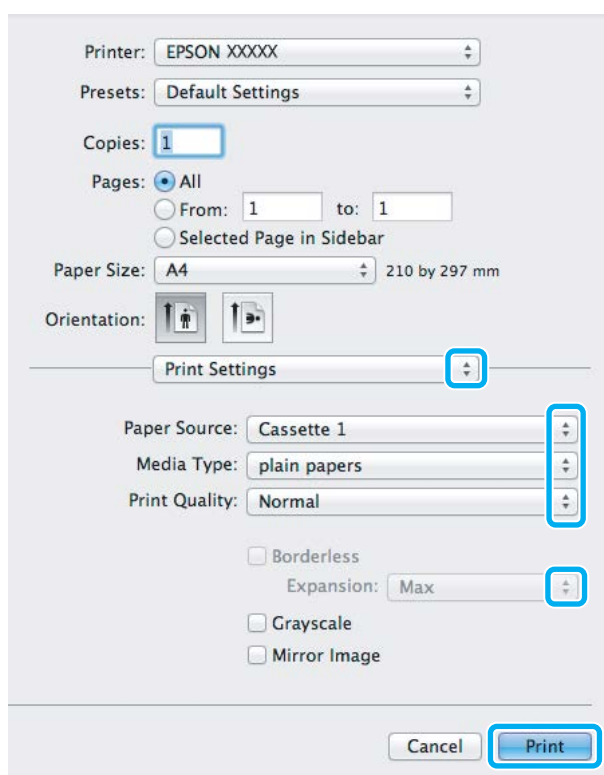 Printer: EPSON XXXXX
Presets: Default Settings
Copies: 1
Pages: All
From: 1 to: 1
Selected Page in Sidebar
Paper Size: A4 210 by 297 mm
Orientation:
Print Settings
Paper Source: Cassette 1
Media Type: plain papers
Print Quality: Normal
Borderless
Expansion: Max
Grayscale
Mirror Image
Cancel Print